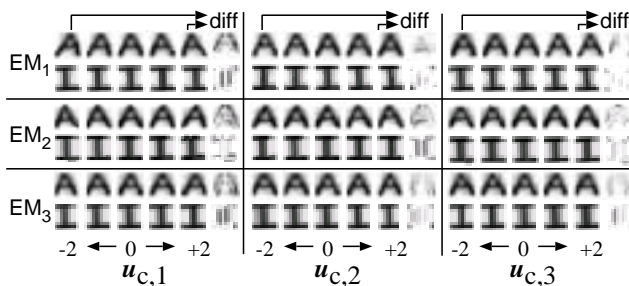 diff diff diff
EM1 A A A A A A A A A A A A A A A
I I I I I I I I I I I I I I I
EM2 A A A A A A A A A A A A A A A
I I I I I I I I I I I I I I I
EM3 A A A A A A A A A A A A A A A
I I I I I I I I I I I I I I I
-2 0 +2 -2 0 +2 -2 0 +2
uc,1 uc,2 uc,3